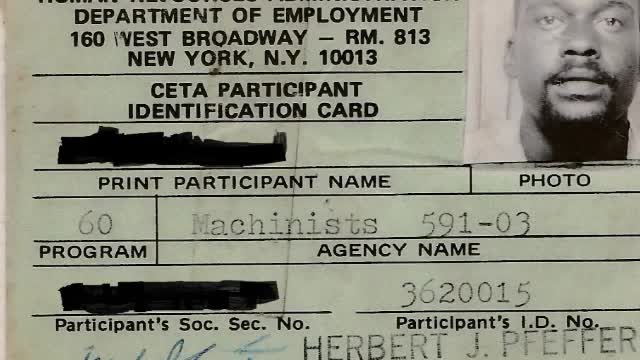 DEPARTMENT OF EMPLOYMENT
160 WEST BROADWAY — RM. 813
NEW YORK, N.Y. 10013
CETA PARTICIPANT
IDENTIFICATION CARD
PRINT PARTICIPANT NAME
PHOTO
60 Machinists 591-03
PROGRAM AGENCY NAME
3620015
Participant's Soc. Sec. No. Participant's I.D. No.
HERBERT J. PFEFFER